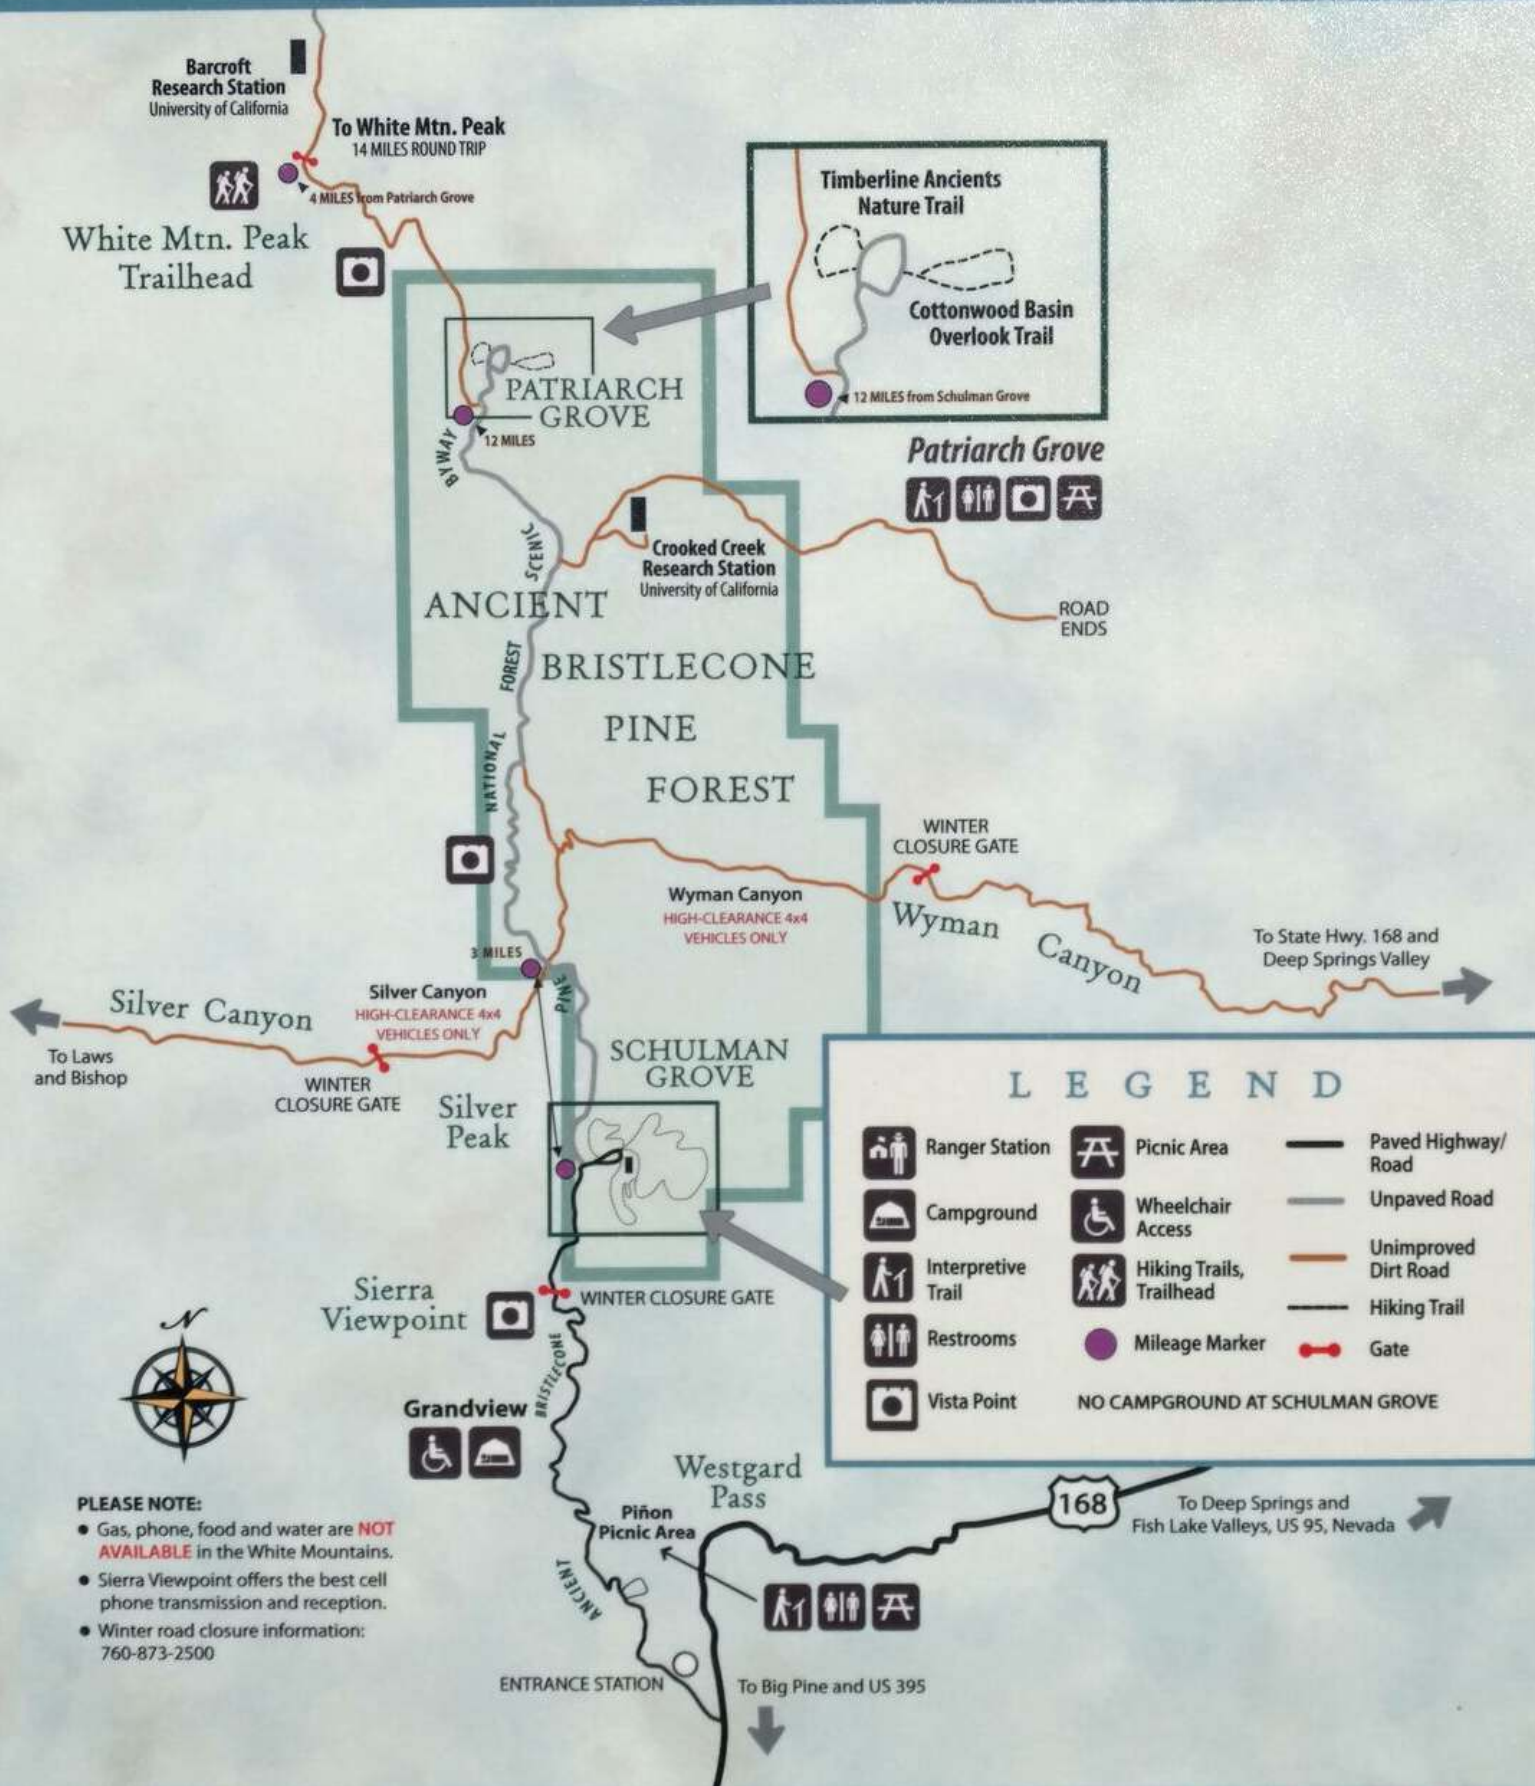 Barcroft
Research Station
University of California
To White Mtn. Peak
14 MILES ROUND TRIP
4 MILES from Patriarch Grove
White Mtn. Peak
Trailhead
Timberline Ancients
Nature Trail
Cottonwood Basin
Overlook Trail
12 MILES from Schulman Grove
Patriarch Grove
PATRIARCH
GROVE
12 MILES
BYWAY
SCENIC
Crooked Creek
Research Station
University of California
ROAD
ENDS
ANCIENT
BRISTLECONE
PINE
FOREST
FOREST
NATIONAL
WINTER
CLOSURE GATE
Wyman Canyon
HIGH-CLEARANCE 4x4
VEHICLES ONLY
Wyman Canyon
To State Hwy. 168 and
Deep Springs Valley
3 MILES
PINE
Silver Canyon
Silver Canyon
HIGH-CLEARANCE 4x4
VEHICLES ONLY
To Laws
and Bishop
WINTER
CLOSURE GATE
Silver
Peak
SCHULMAN
GROVE
LEGEND
Ranger Station
Campground
Interpretive
Trail
Restrooms
Vista Point
Picnic Area
Wheelchair
Access
Hiking Trails,
Trailhead
Mileage Marker
Paved Highway/
Road
Unpaved Road
Unimproved
Dirt Road
Hiking Trail
Gate
NO CAMPGROUND AT SCHULMAN GROVE
Sierra
Viewpoint
WINTER CLOSURE GATE
BRISTLECONE
N
Grandview
Westgard
Pass
168
To Deep Springs and
Fish Lake Valleys, US 95, Nevada
Piñon
Picnic Area
ANCIENT
ENTRANCE STATION
To Big Pine and US 395
PLEASE NOTE:
● Gas, phone, food and water are NOT
AVAILABLE in the White Mountains.
● Sierra Viewpoint offers the best cell
phone transmission and reception.
● Winter road closure information:
760-873-2500